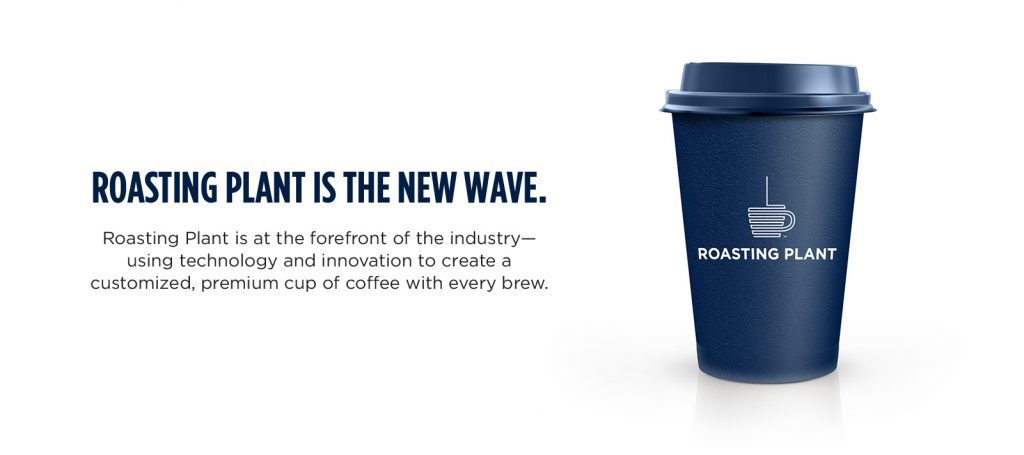 ROASTING PLANT IS THE NEW WAVE.
Roasting Plant is at the forefront of the industry—
using technology and innovation to create a
customized, premium cup of coffee with every brew.
ROASTING PLANT